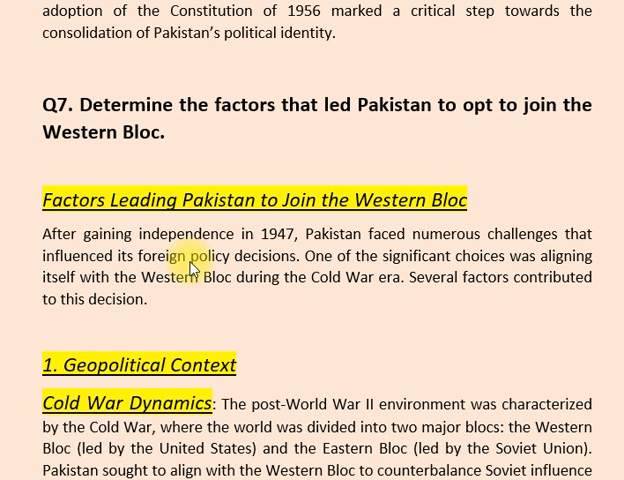 adoption of the Constitution of 1956 marked a critical step towards the
consolidation of Pakistan’s political identity.
Q7. Determine the factors that led Pakistan to opt to join the
Western Bloc.
Factors Leading Pakistan to Join the Western Bloc
After gaining independence in 1947, Pakistan faced numerous challenges that
influenced its foreign policy decisions. One of the significant choices was aligning
itself with the Western Bloc during the Cold War era. Several factors contributed
to this decision.
1. Geopolitical Context
Cold War Dynamics: The post-World War II environment was characterized
by the Cold War, where the world was divided into two major blocs: the Western
Bloc (led by the United States) and the Eastern Bloc (led by the Soviet Union).
Pakistan sought to align with the Western Bloc to counterbalance Soviet influence